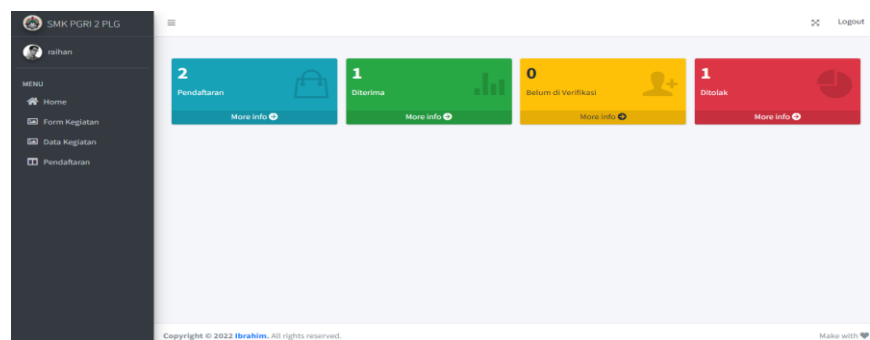 SMK PGRI 2 PLG
Logout
raihan
MENU
Home
Form Kegiatan
Data Kegiatan
Pendaftaran
2
Pendaftaran
More info
1
Diterima
More info
0
Belum di Verifikasi
More info
1
Ditolak
More info
Copyright © 2022 Ibrahim. All rights reserved.
Make with